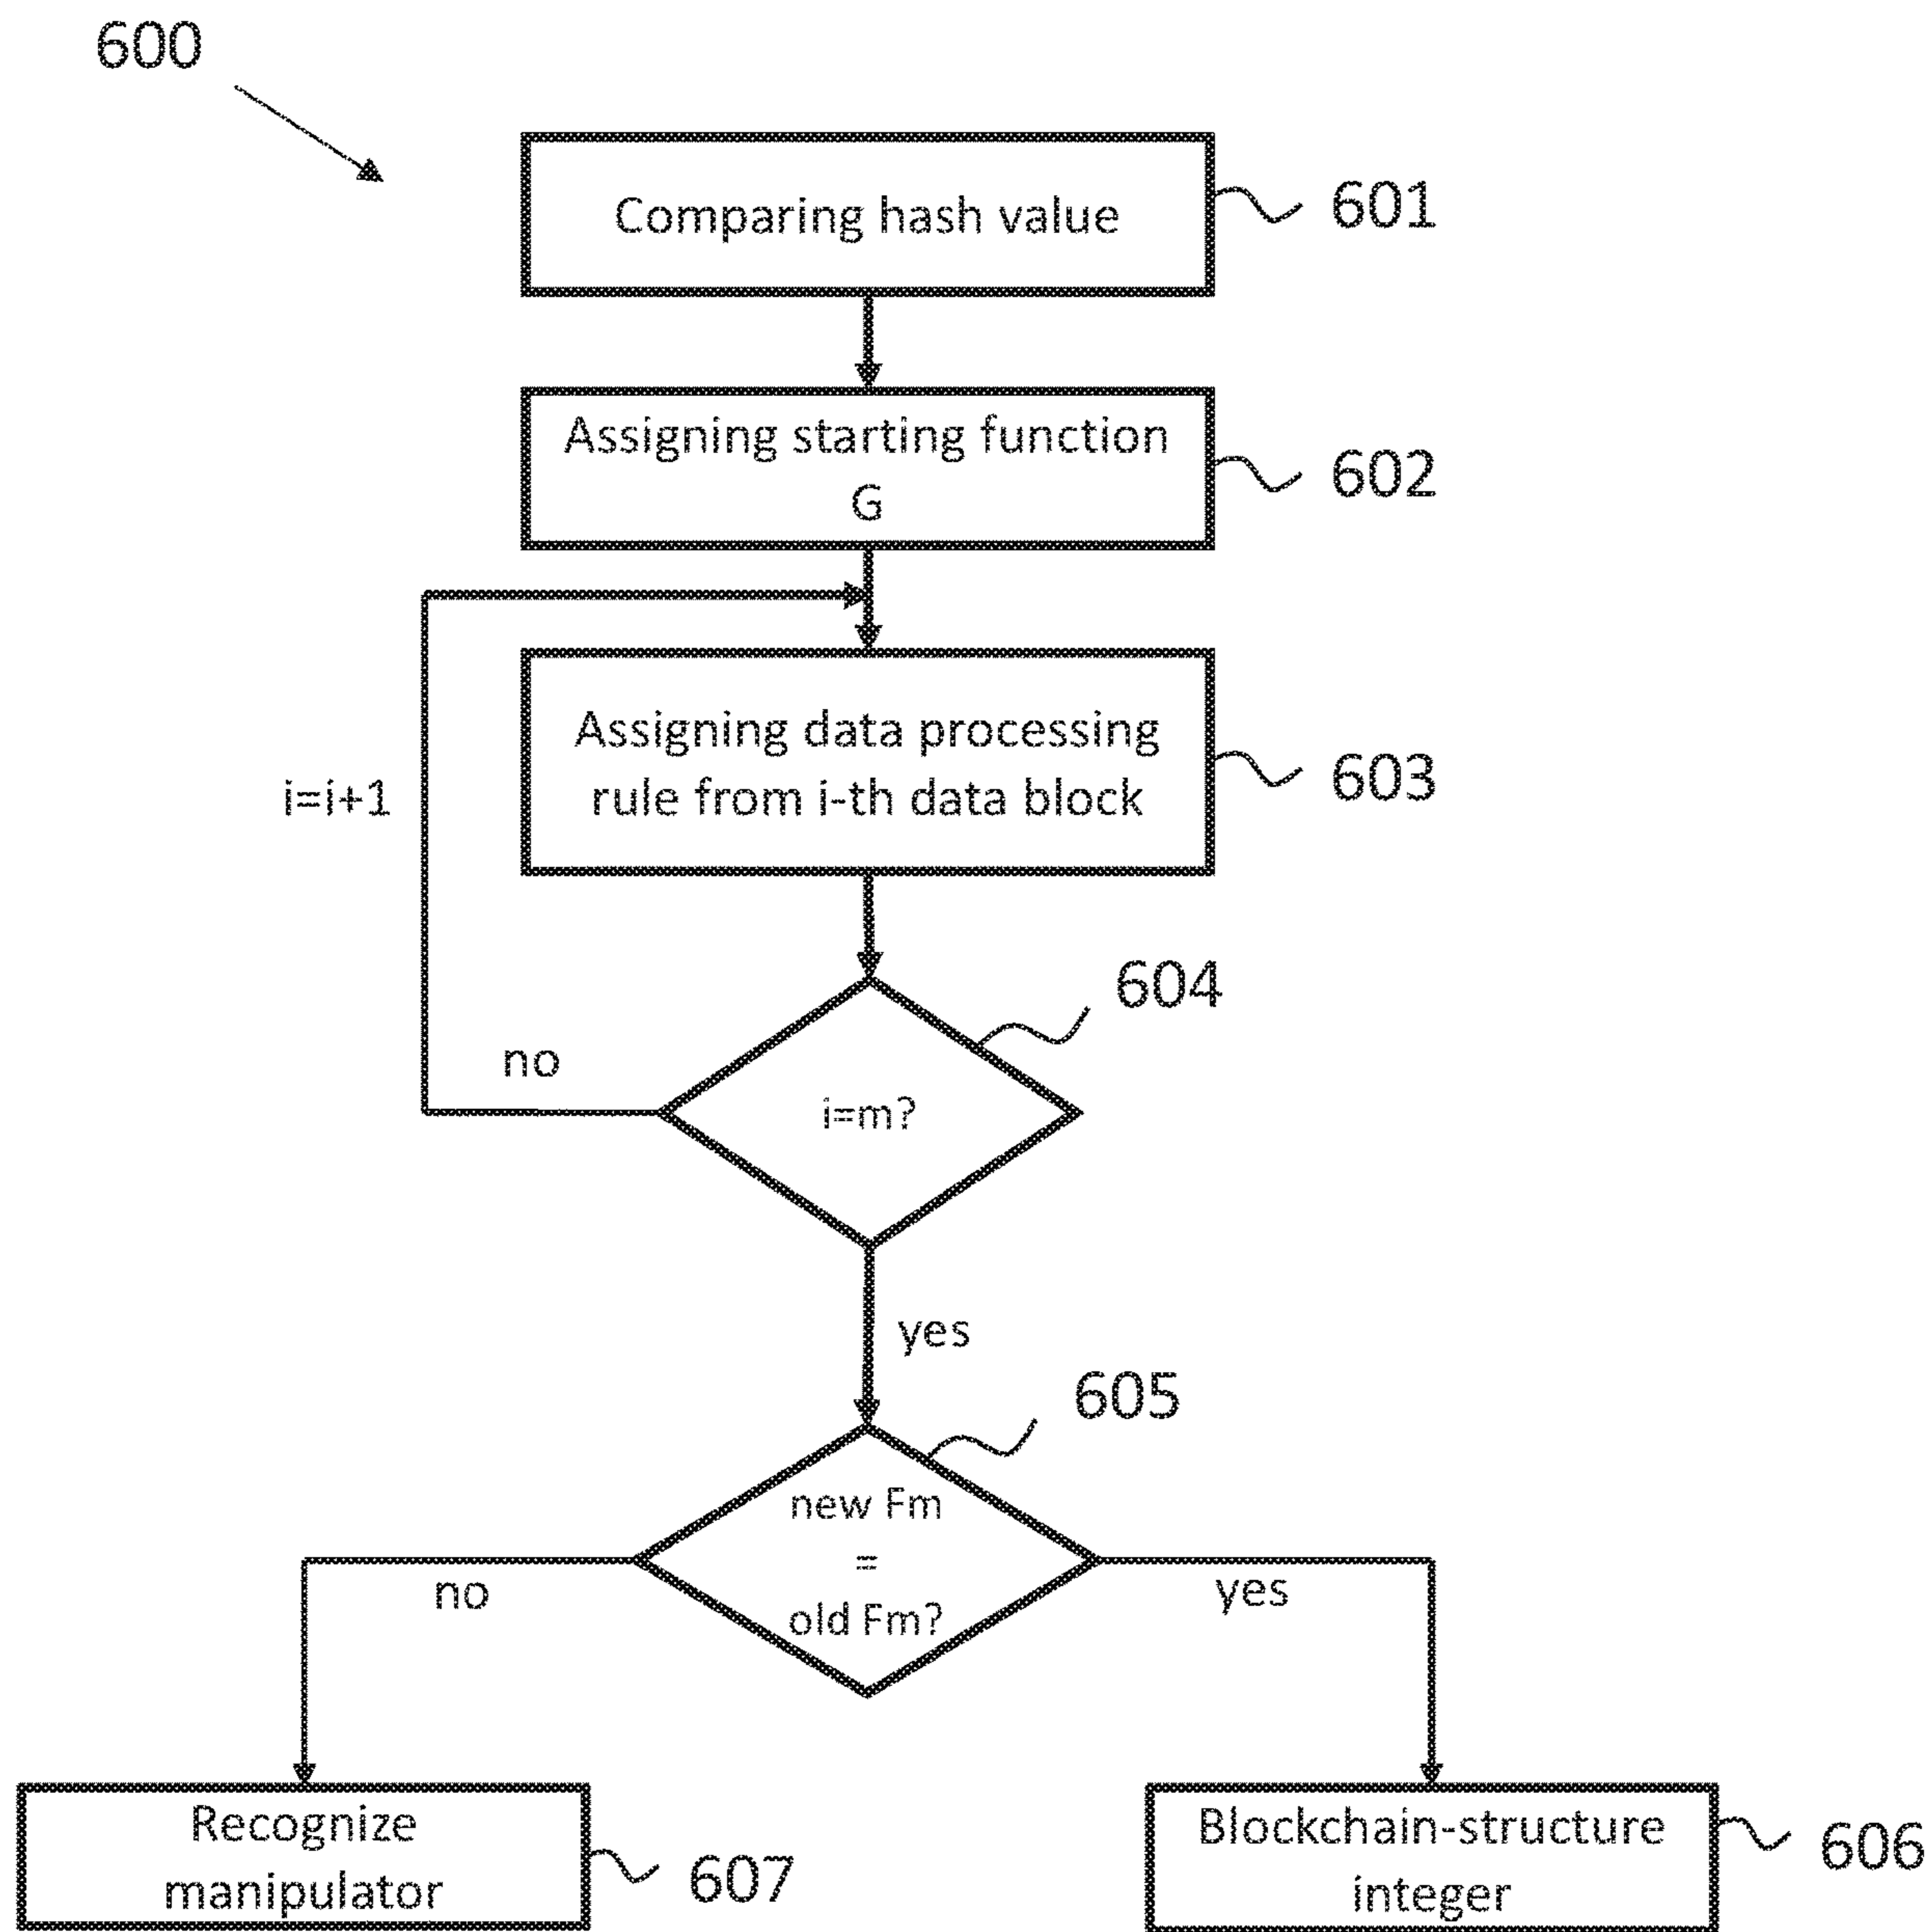 600
Comparing hash value
601
Assigning starting function
G
602
Assigning data processing
rule from i-th data block
603
i=i+1
604
no
i=m?
yes
605
new Fm
=
old Fm?
no
yes
Recognize
manipulator
607
Blockchain-structure
integer
606